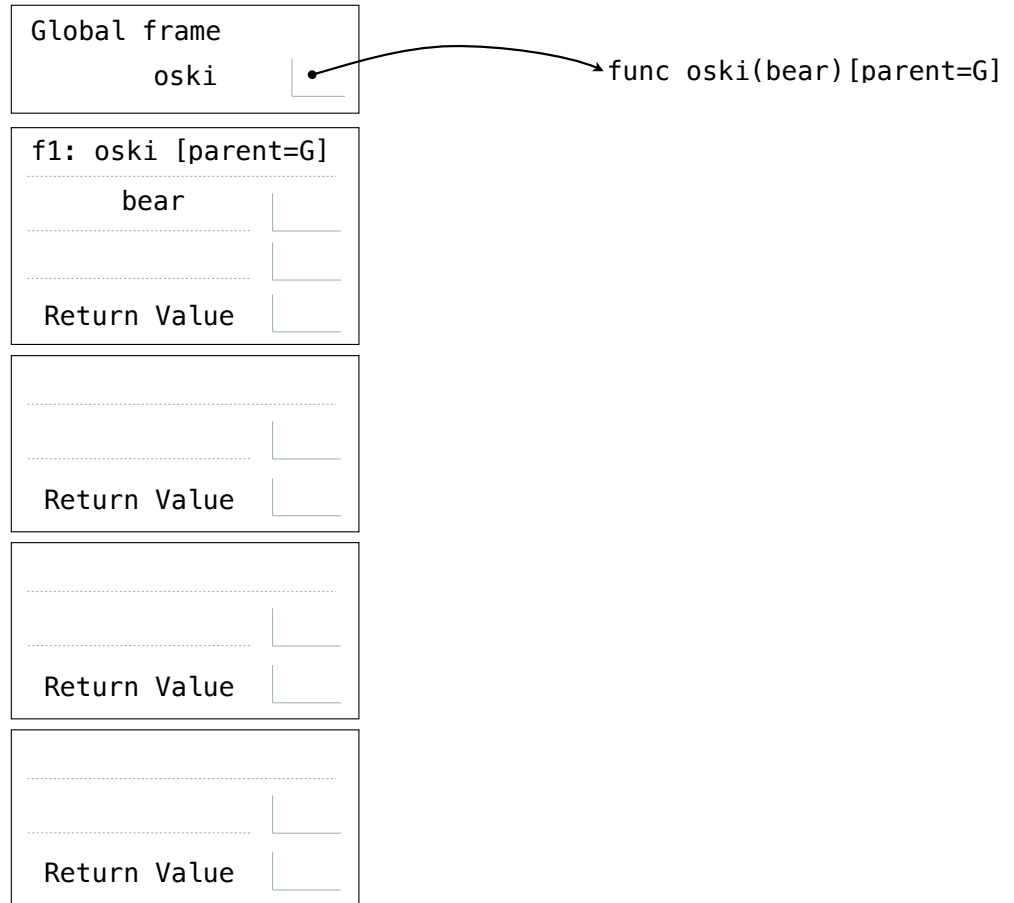 Global frame
oski
func oski(bear)[parent=G]
f1: oski [parent=G]
bear
Return Value
Return Value
Return Value
Return Value